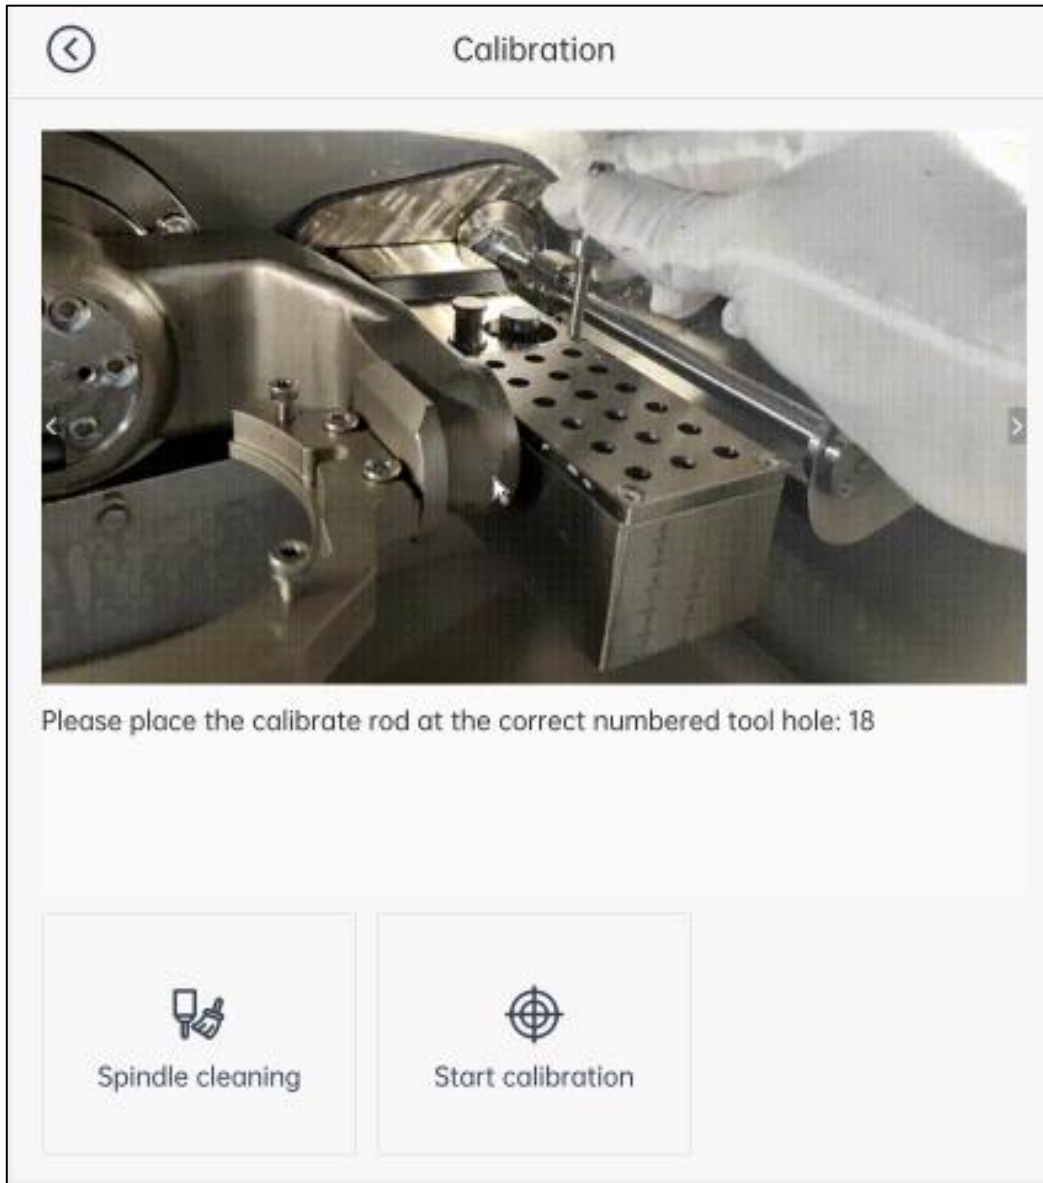 Calibration
Please place the calibrate rod at the correct numbered tool hole: 18
Spindle cleaning
Start calibration